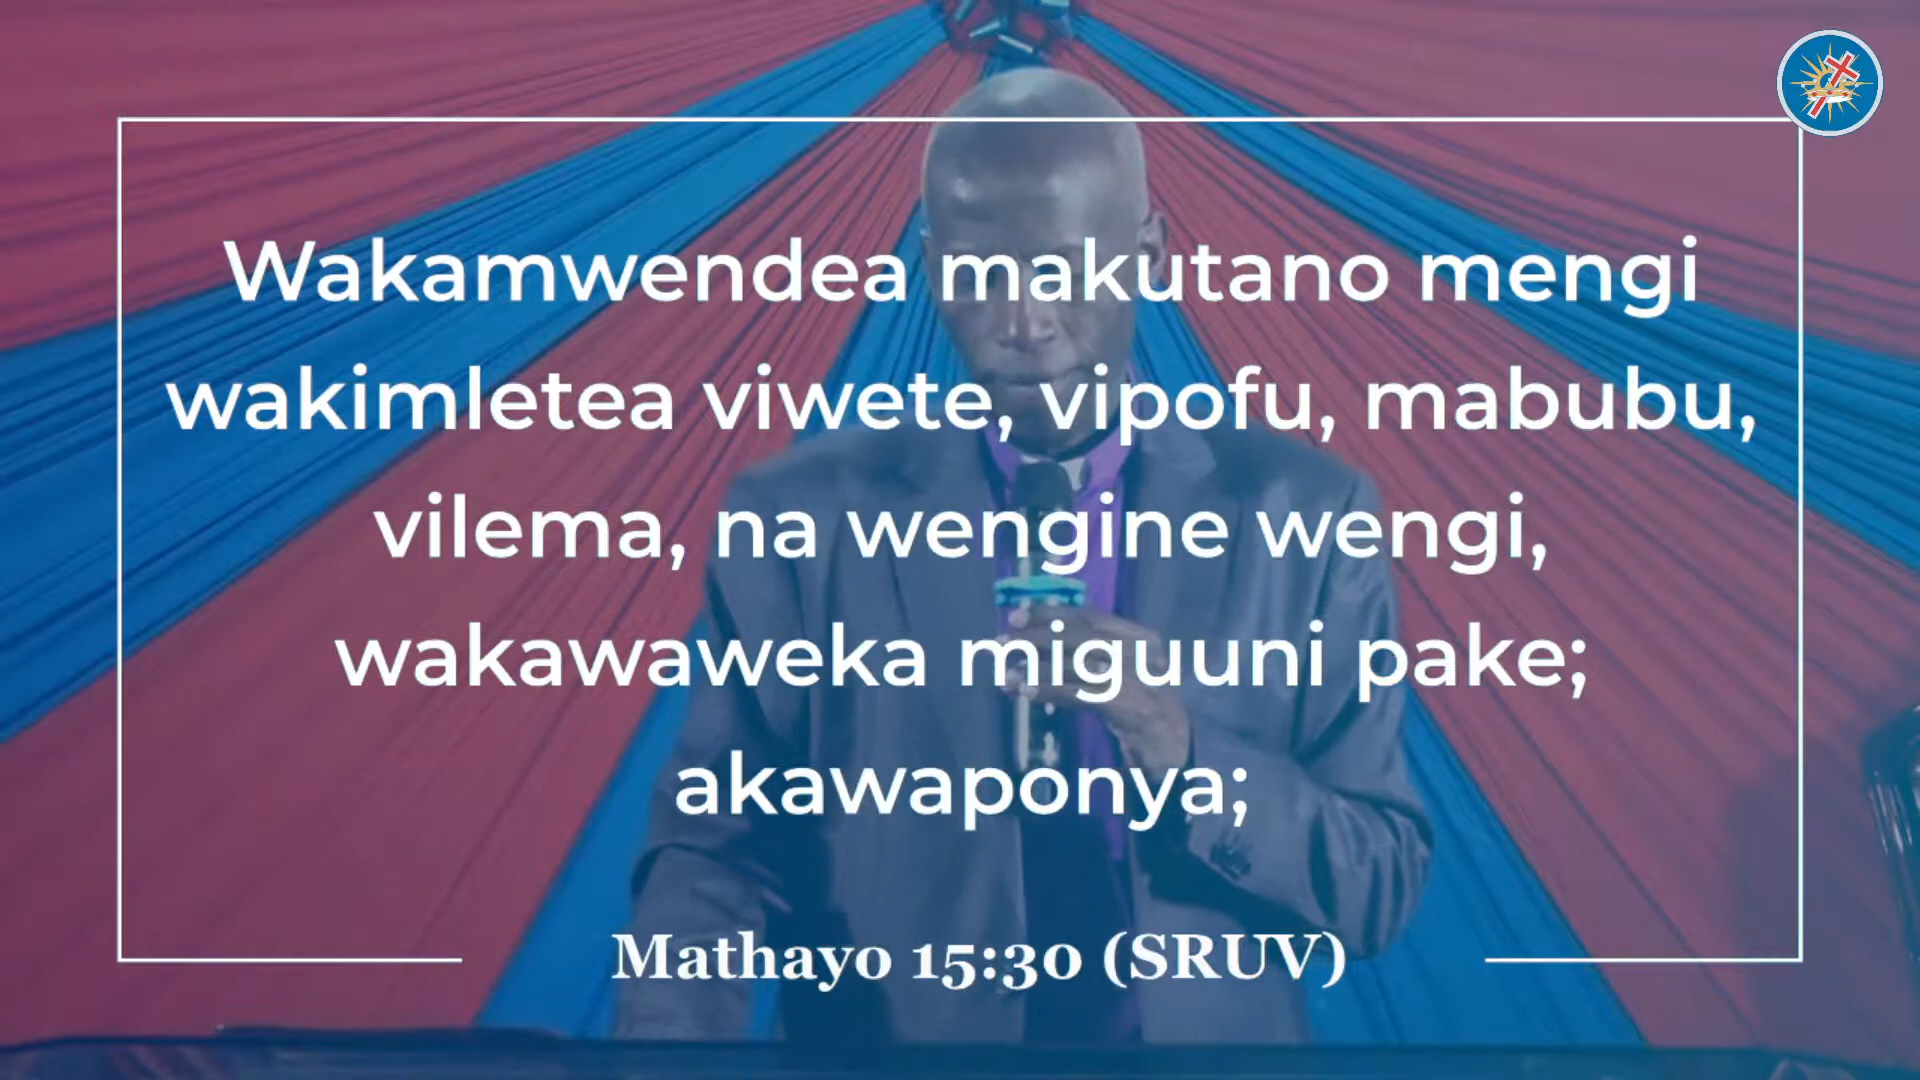 Wakamwendea makutano mengi
wakimletea viwete, vipofu, mabubu,
vilema, na wengine wengi,
wakawaweka miguuni pake;
akawaponya;
Mathayo 15:30 (SRUV)